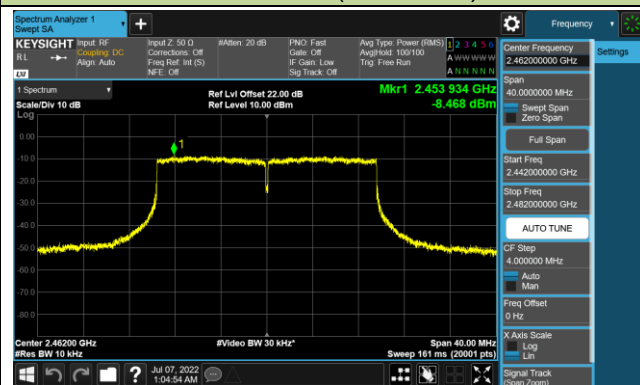 Spectrum Analyzer 1
Swept SA
Frequency
KEYSIGHT
RL
LXI
Input: RF
Coupling: DC
Align: Auto
Input Z: 50 Ω
Corrections: Off
Freq Ref: Int (S)
NFE: Off
#Atten: 20 dB
PNO: Fast
Gate: Off
IF Gain: Low
Sig Track: Off
Avg Type: Power (RMS)
Avg|Hold: 100/100
Trig: Free Run
1 2 3 4 5 6
A W W W W W
A N N N N N
1 Spectrum
Scale/Div 10 dB
Log
Ref Lvl Offset 22.00 dB
Ref Level 10.00 dBm
Mkr1 2.453 934 GHz
-8.468 dBm
1
0.00
-10.0
-20.0
-30.0
-40.0
-50.0
-60.0
-70.0
-80.0
Center 2.46200 GHz
#Res BW 10 kHz
#Video BW 30 kHz*
Span 40.00 MHz
Sweep 161 ms (20001 pts)
Jul 07, 2022
1:04:54 AM
Center Frequency
2.462000000 GHz
Settings
Span
40.0000000 MHz
Swept Span
Zero Span
Full Span
Start Freq
2.442000000 GHz
Stop Freq
2.482000000 GHz
AUTO TUNE
CF Step
4.000000 MHz
Auto
Man
Freq Offset
0 Hz
X Axis Scale
Log
Lin
Signal Track
(Span Zoom)